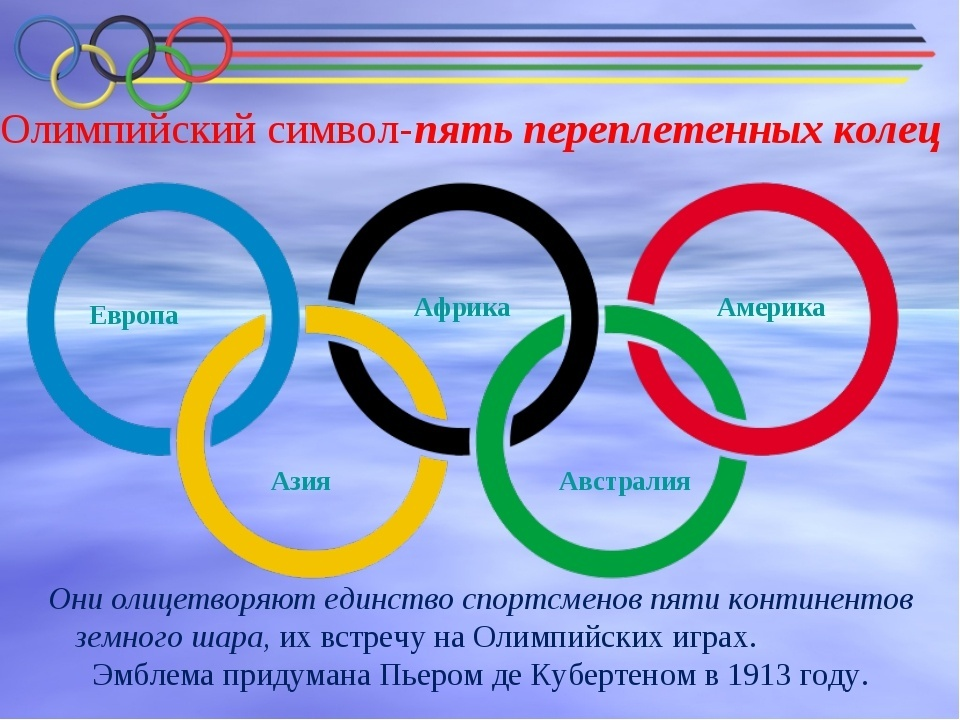 Олимпийский символ-пять переплетенных колец
Европа
Африка
Америка
Азия
Австралия
Они олицетворяют единство спортсменов пяти континентов
земного шара, их встречу на Олимпийских играх.
Эмблема придумана Пьером де Кубертеном в 1913 году.